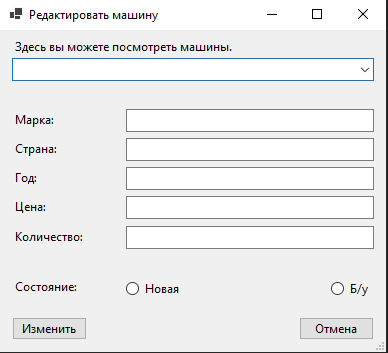 Редактировать машину
Здесь вы можете посмотреть машины.
Марка:
Страна:
Год:
Цена:
Количество:
Состояние: Новая Б/у
Изменить Отмена